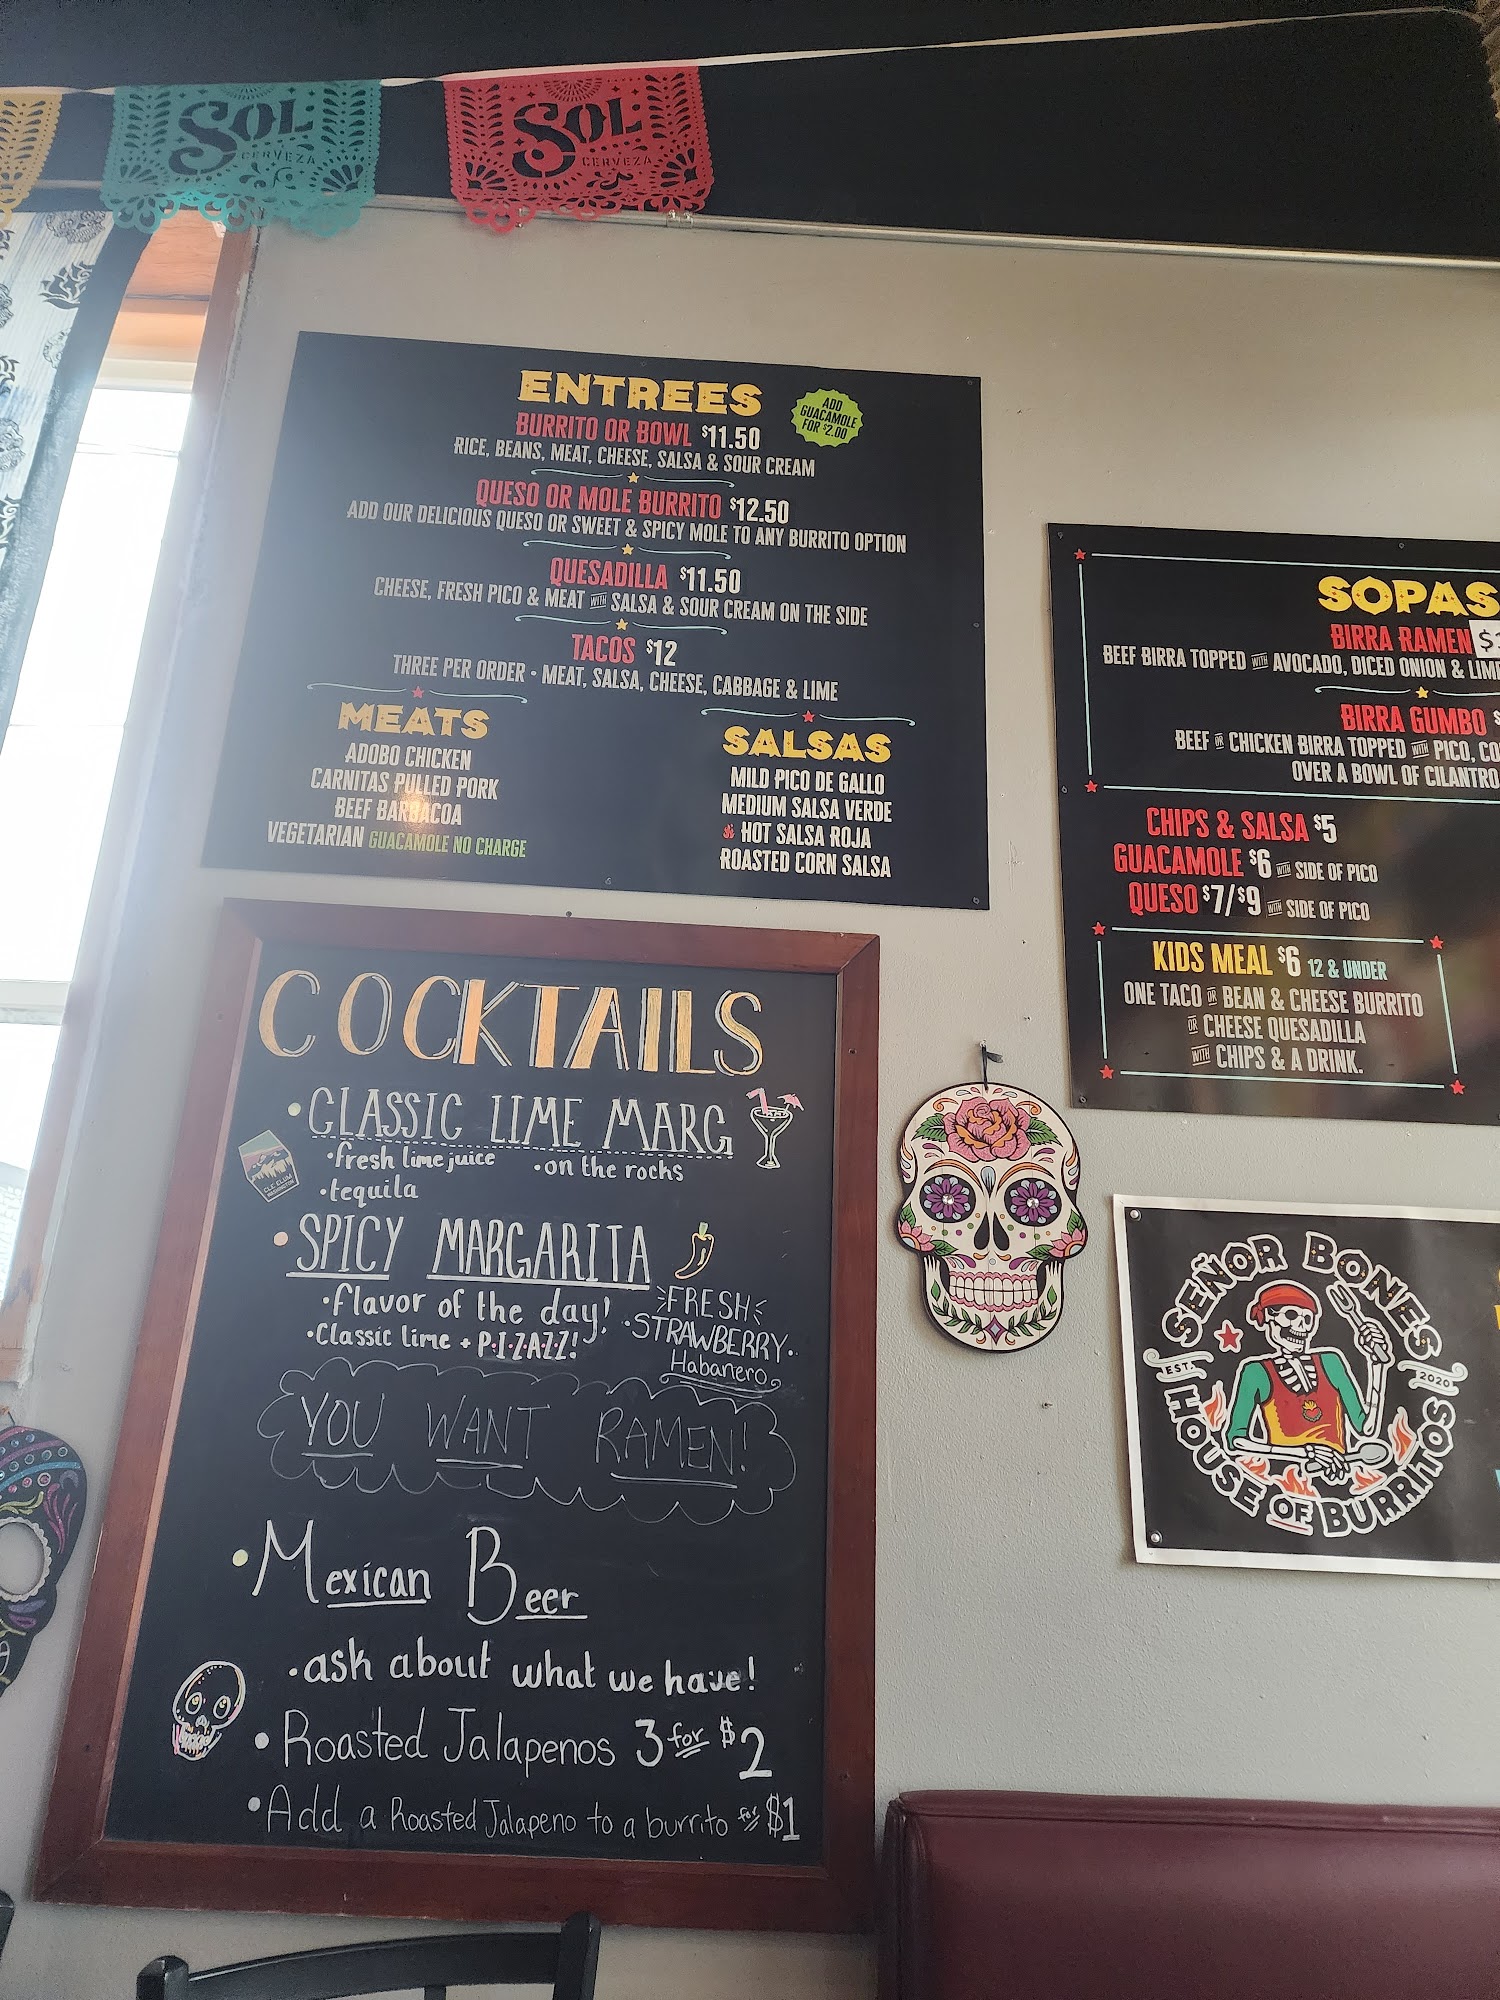 SOL
CERVEZA
SOL
CERVEZA
ENTREES
ADD
GUACAMOLE
FOR $2.00
BURRITO OR BOWL $11.50
RICE, BEANS, MEAT, CHEESE, SALSA & SOUR CREAM
QUESO OR MOLE BURRITO $12.50
ADD OUR DELICIOUS QUESO OR SWEET & SPICY MOLE TO ANY BURRITO OPTION
QUESADILLA $11.50
CHEESE, FRESH PICO & MEAT WITH SALSA & SOUR CREAM ON THE SIDE
TACOS $12
THREE PER ORDER • MEAT, SALSA, CHEESE, CABBAGE & LIME
MEATS
ADOBO CHICKEN
CARNITAS PULLED PORK
BEEF BARBACOA
VEGETARIAN GUACAMOLE NO CHARGE
SALSAS
MILD PICO DE GALLO
MEDIUM SALSA VERDE
HOT SALSA ROJA
ROASTED CORN SALSA
SOPAS
BIRRA RAMEN
BEEF BIRRA TOPPED WITH AVOCADO, DICED ONION & LIME
BIRRA GUMBO
BEEF OR CHICKEN BIRRA TOPPED WITH PICO,
OVER A BOWL OF CILANTRO
CHIPS & SALSA $5
GUACAMOLE $6 WITH SIDE OF PICO
QUESO $7/$9 WITH SIDE OF PICO
KIDS MEAL $6 12 & UNDER
ONE TACO OR BEAN & CHEESE BURRITO
OR CHEESE QUESADILLA
WITH CHIPS & A DRINK.
COCKTAILS
• CLASSIC LIME MARG
• fresh lime juice • on the rocks
• tequila
CLE ELUM
WASHINGTON
• SPICY MARGARITA
• flavor of the day!
• Classic lime + P.I.ZAZZ!
FRESH
• STRAWBERRY •
Habanero
YOU WANT RAMEN!
• Mexican Beer
• ask about what we have!
• Roasted Jalapenos 3 for $2
• Add a Roasted Jalapeno to a burrito for $1
SEÑOR BONES
EST. 2020
HOUSE OF BURRITOS